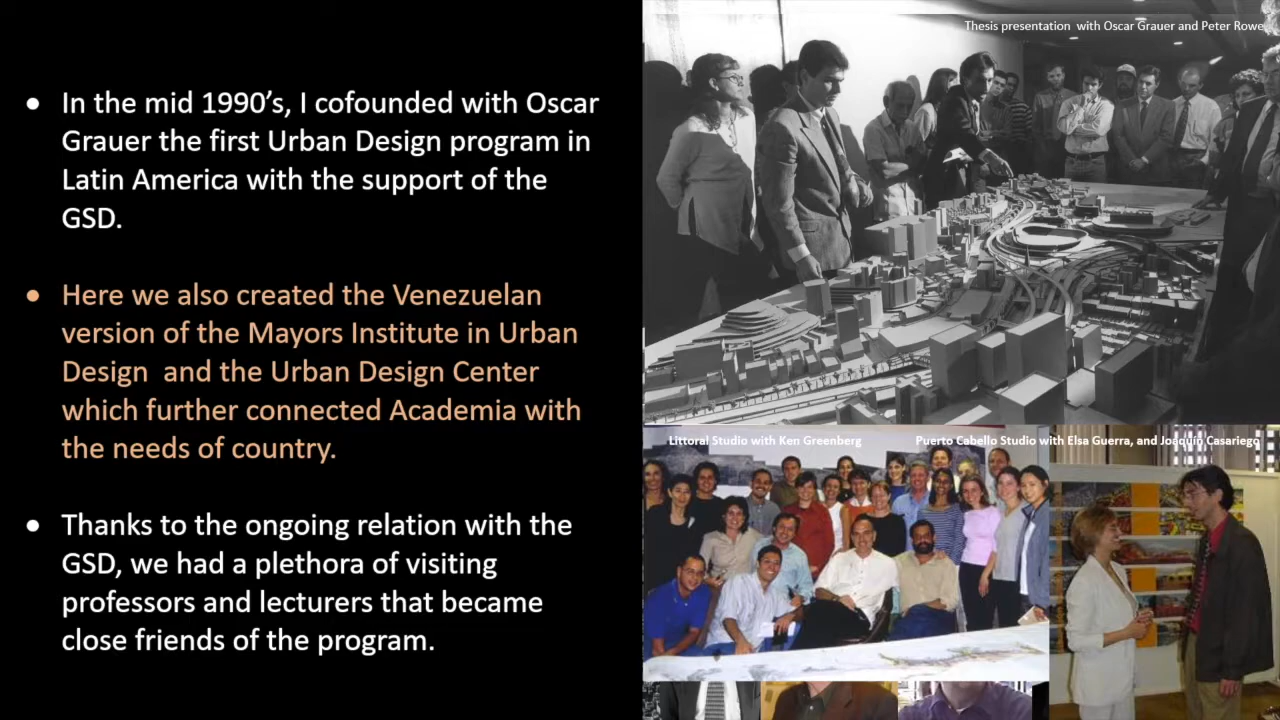 Thesis presentation with Oscar Grauer and Peter Rowe
• In the mid 1990’s, I cofounded with Oscar
Grauer the first Urban Design program in
Latin America with the support of the
GSD.
• Here we also created the Venezuelan
version of the Mayors Institute in Urban
Design and the Urban Design Center
which further connected Academia with
the needs of country.
• Thanks to the ongoing relation with the
GSD, we had a plethora of visiting
professors and lecturers that became
close friends of the program.
Littoral Studio with Ken Greenberg
Puerto Cabello Studio with Elsa Guerra, and Joaquio Casariego